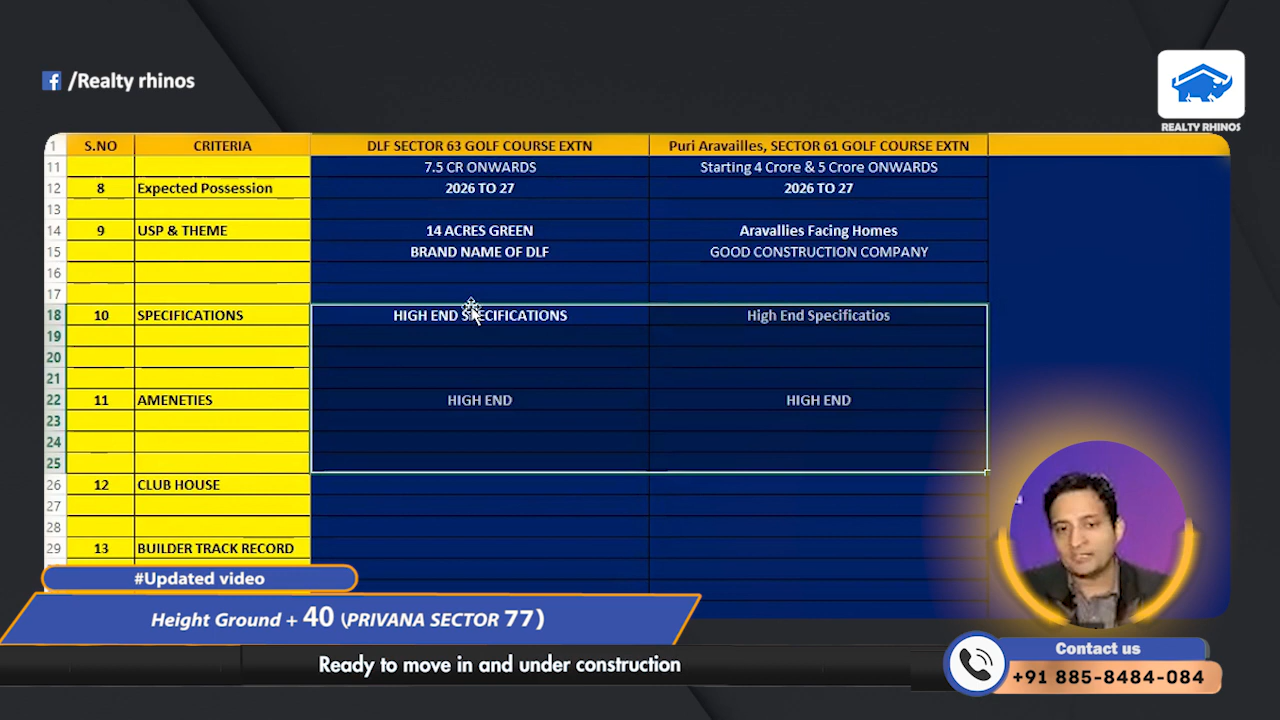 /Realty rhinos
REALTY RHINOS
1 S.NO CRITERIA DLF SECTOR 63 GOLF COURSE EXTN Puri Aravailles, SECTOR 61 GOLF COURSE EXTN
11 7.5 CR ONWARDS Starting 4 Crore & 5 Crore ONWARDS
12 8 Expected Possession 2026 TO 27 2026 TO 27
13
14 9 USP & THEME 14 ACRES GREEN Aravallies Facing Homes
15 BRAND NAME OF DLF GOOD CONSTRUCTION COMPANY
16
17
18 10 SPECIFICATIONS HIGH END SPECIFICATIONS High End Specificatios
19
20
21
22 11 AMENETIES HIGH END HIGH END
23
24
25
26 12 CLUB HOUSE
27
28
29 13 BUILDER TRACK RECORD
#Updated video
Height Ground + 40 (PRIVANA SECTOR 77)
Ready to move in and under construction
Contact us
+91 885-8484-084